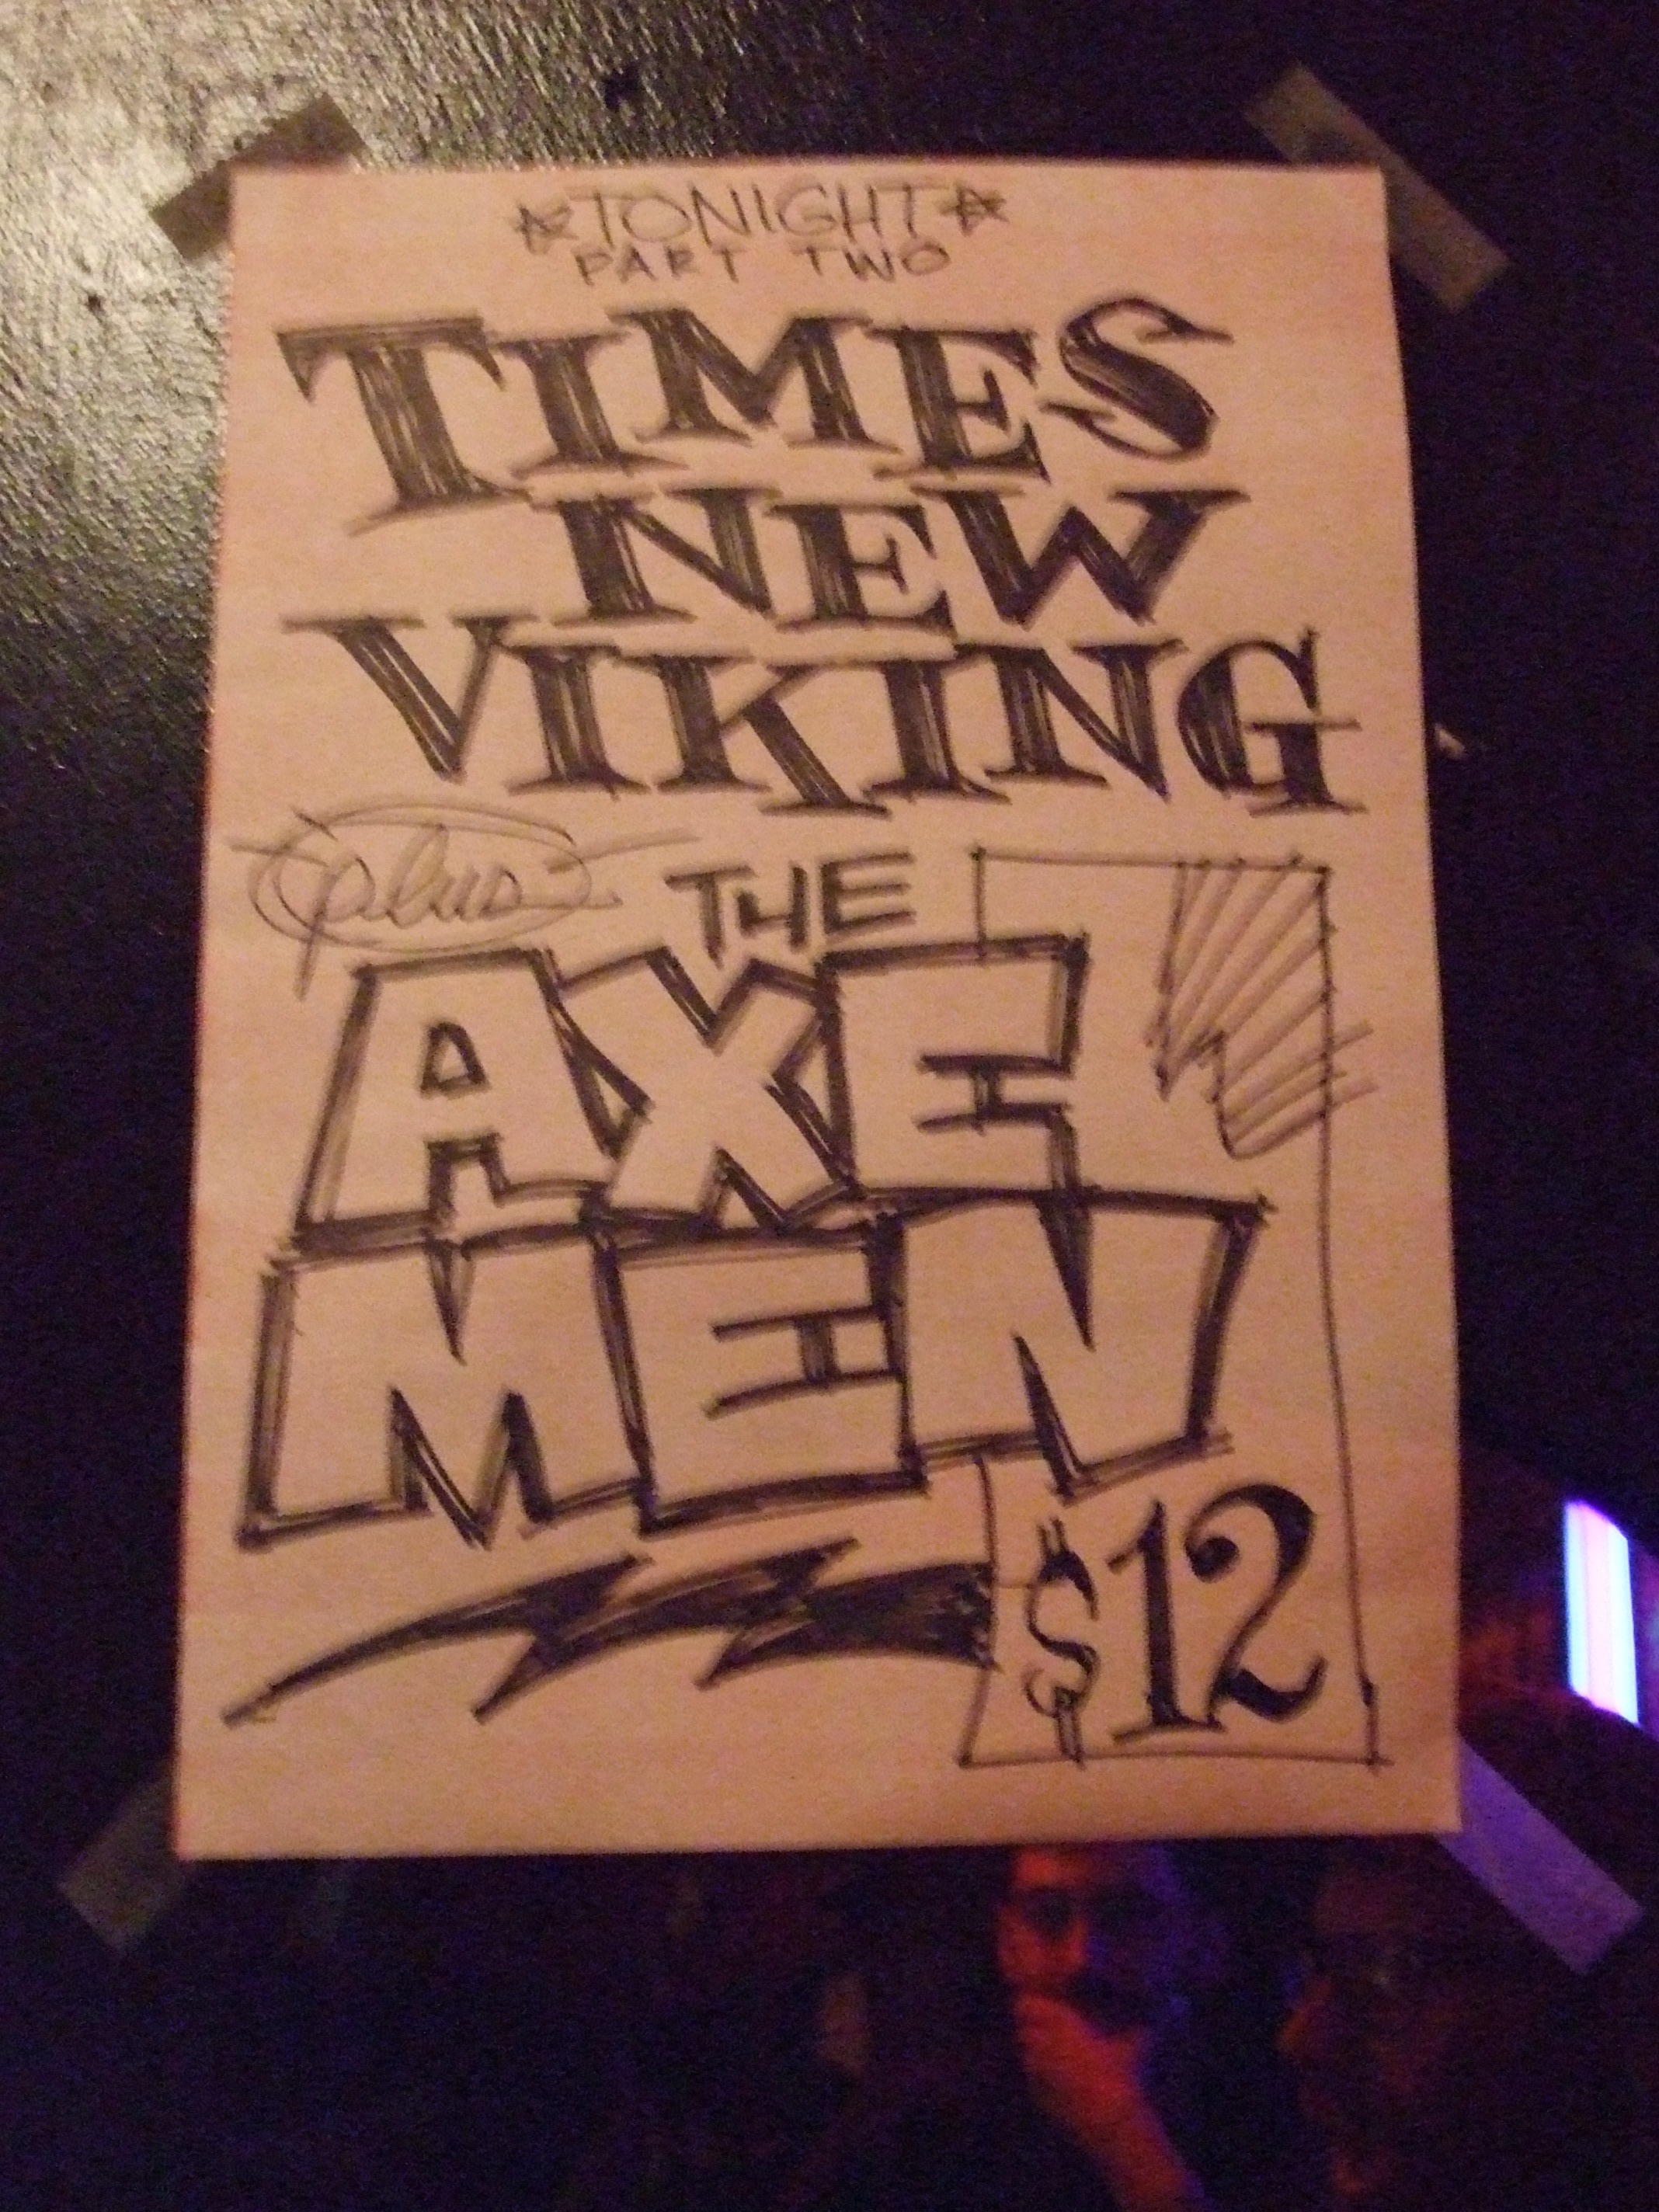 TONIGHT
PART TWO
TIMES
NEW
VIKING
plus THE
AXE
MEN
$12